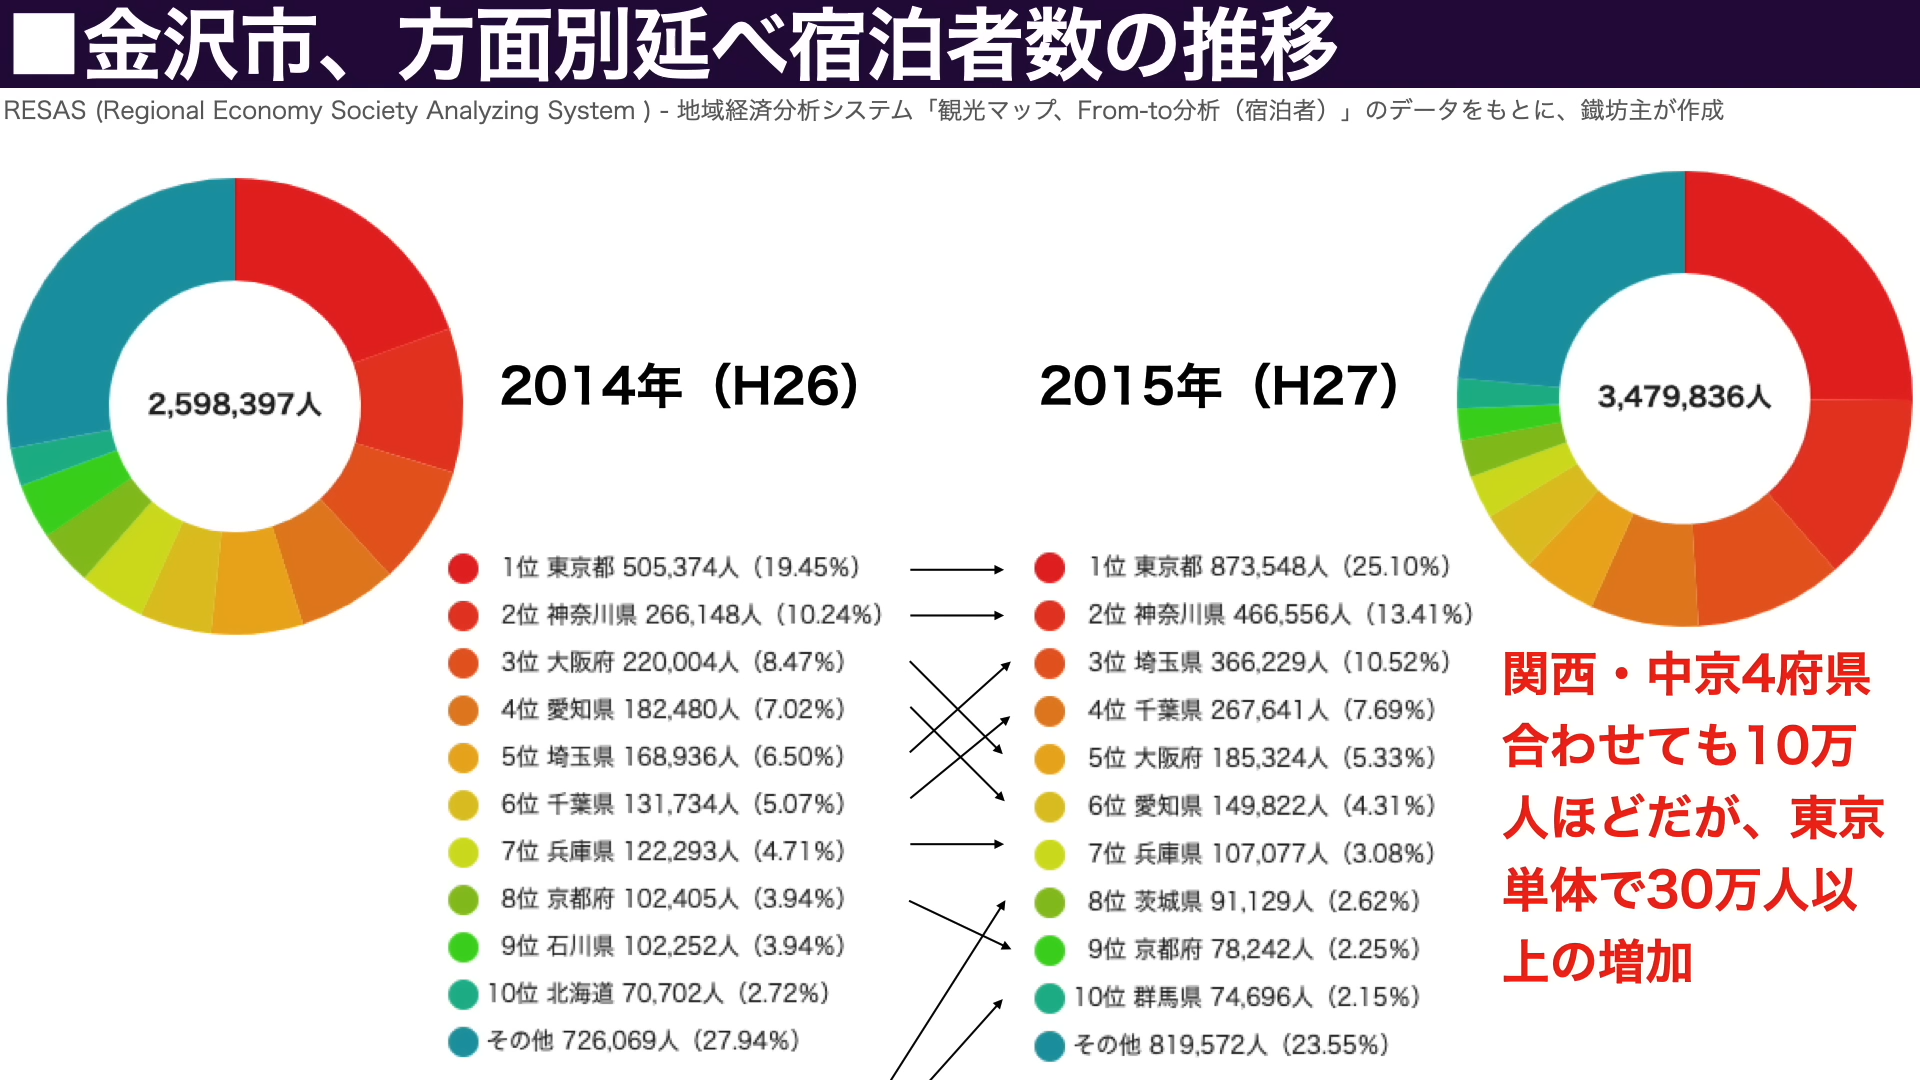 ■金沢市、方面別延べ宿泊者数の推移
RESAS (Regional Economy Society Analyzing System ) - 地域経済分析システム「観光マップ、From-to分析（宿泊者）」のデータをもとに、鐡坊主が作成
2,598,397人
2014年（H26）
1位 東京都 505,374人（19.45%）
2位 神奈川県 266,148人（10.24%）
3位 大阪府 220,004人（8.47%）
4位 愛知県 182,480人（7.02%）
5位 埼玉県 168,936人（6.50%）
6位 千葉県 131,734人（5.07%）
7位 兵庫県 122,293人（4.71%）
8位 京都府 102,405人（3.94%）
9位 石川県 102,252人（3.94%）
10位 北海道 70,702人（2.72%）
その他 726,069人（27.94%）
2015年（H27）
3,479,836人
1位 東京都 873,548人（25.10%）
2位 神奈川県 466,556人（13.41%）
3位 埼玉県 366,229人（10.52%）
4位 千葉県 267,641人（7.69%）
5位 大阪府 185,324人（5.33%）
6位 愛知県 149,822人（4.31%）
7位 兵庫県 107,077人（3.08%）
8位 茨城県 91,129人（2.62%）
9位 京都府 78,242人（2.25%）
10位 群馬県 74,696人（2.15%）
その他 819,572人（23.55%）
関西・中京4府県
合わせても10万
人ほどだが、東京
単体で30万人以
上の増加